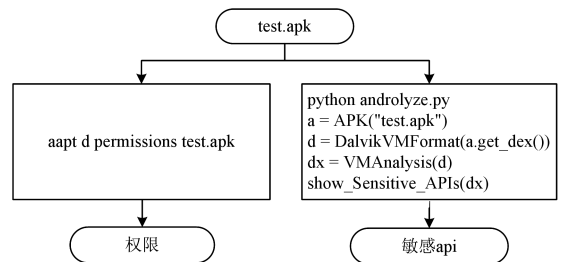 test.apk
aapt d permissions test.apk
python androlyze.py
a = APK("test.apk")
d = DalvikVMFormat(a.get_dex())
dx = VMAnalysis(d)
show_Sensitive_APIs(dx)
权限
敏感api